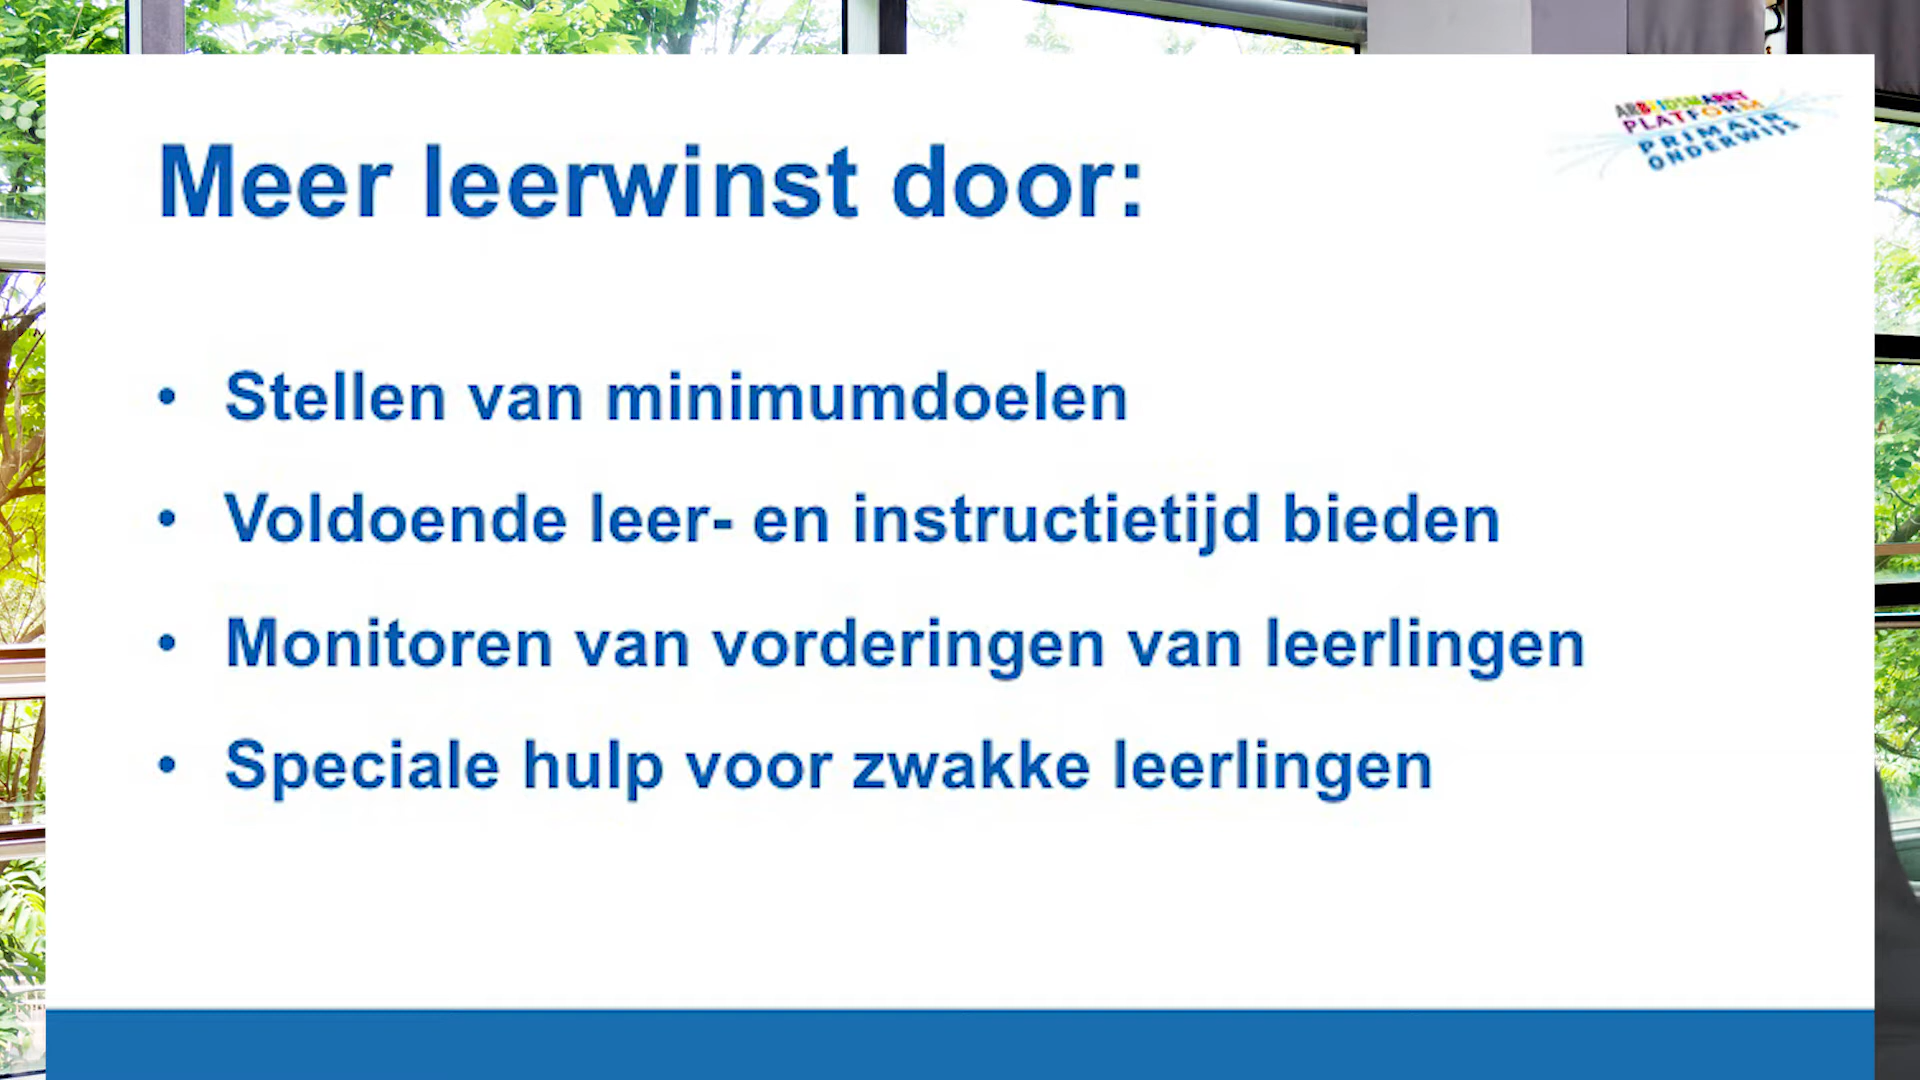 ARBEIDSMARKT
PLATFORM
PRIMAIR
ONDERWIJS
Meer leerwinst door:
• Stellen van minimumdoelen
• Voldoende leer- en instructietijd bieden
• Monitoren van vorderingen van leerlingen
• Speciale hulp voor zwakke leerlingen